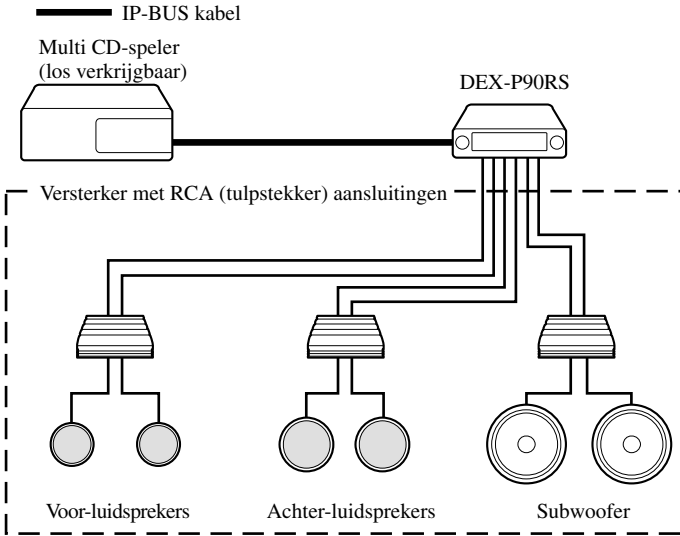 IP-BUS kabel
Multi CD-speler
(los verkrijgbaar)
DEX-P90RS
Versterker met RCA (tulpstekker) aansluitingen
Voor-luidsprekers
Achter-luidsprekers
Subwoofer